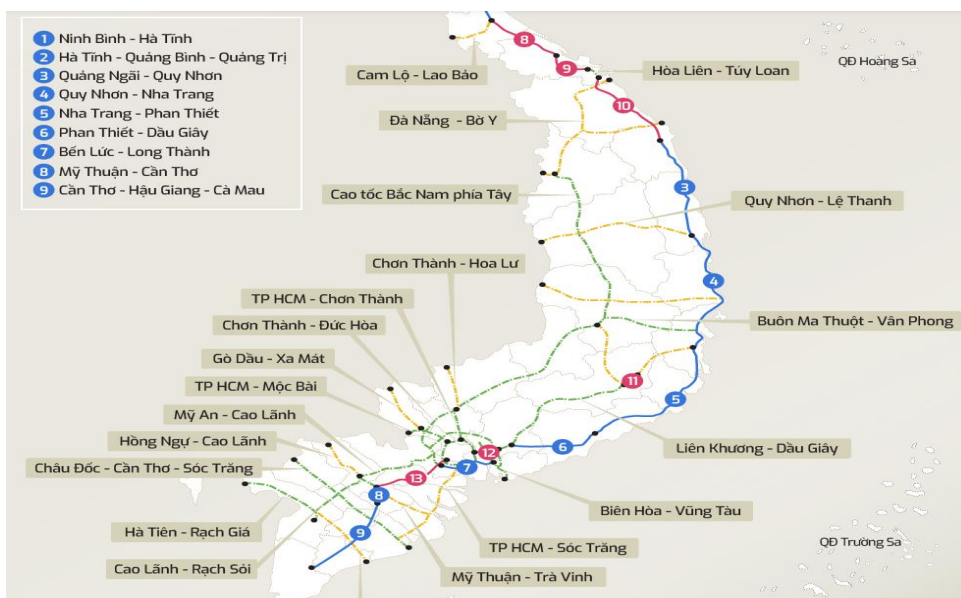 1 Ninh Bình - Hà Tĩnh
2 Hà Tĩnh - Quảng Bình - Quảng Trị
3 Quảng Ngãi - Quy Nhơn
4 Quy Nhơn - Nha Trang
5 Nha Trang - Phan Thiết
6 Phan Thiết - Dầu Giây
7 Bến Lức - Long Thành
8 Mỹ Thuận - Cần Thơ
9 Cần Thơ - Hậu Giang - Cà Mau
8
Cam Lộ - Lao Bảo
9
Hòa Liên - Túy Loan
QĐ Hoàng Sa
10
Đà Nẵng - Bờ Y
Cao tốc Bắc Nam phía Tây
3
Quy Nhơn - Lệ Thanh
Chơn Thành - Hoa Lư
4
TP HCM - Chơn Thành
Chơn Thành - Đức Hòa
Buôn Ma Thuột - Vân Phong
Gò Dầu - Xa Mát
TP HCM - Mộc Bài
11
5
Mỹ An - Cao Lãnh
Hồng Ngự - Cao Lãnh
6
Liên Khương - Dầu Giây
12
Châu Đốc - Cần Thơ - Sóc Trăng
7
13
8
Biên Hòa - Vũng Tàu
Hà Tiên - Rạch Giá
9
TP HCM - Sóc Trăng
QĐ Trường Sa
Cao Lãnh - Rạch Sỏi
Mỹ Thuận - Trà Vinh